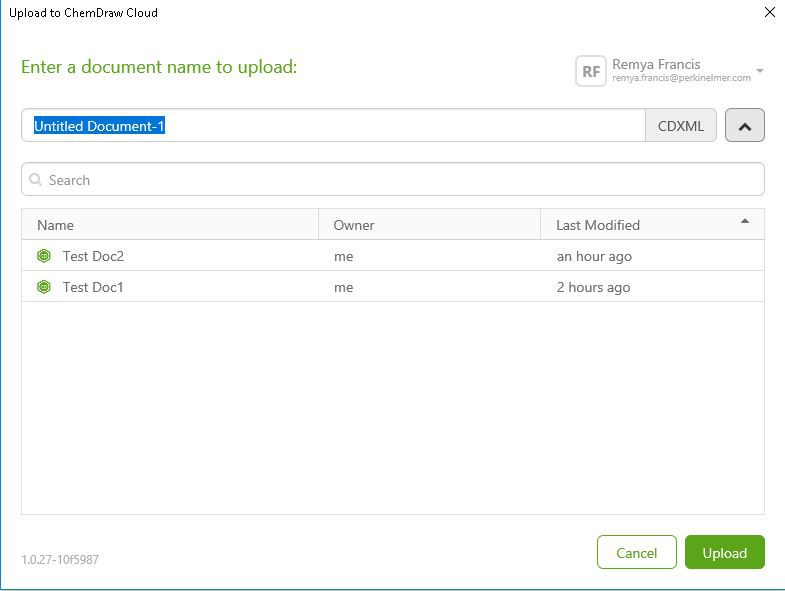 Upload to ChemDraw Cloud
Enter a document name to upload:
RF
Remya Francis
remya.francis@perkinelmer.com
Untitled Document-1
CDXML
Search
Name Owner Last Modified
Test Doc2 me an hour ago
Test Doc1 me 2 hours ago
1.0.27-10f5987
Cancel
Upload